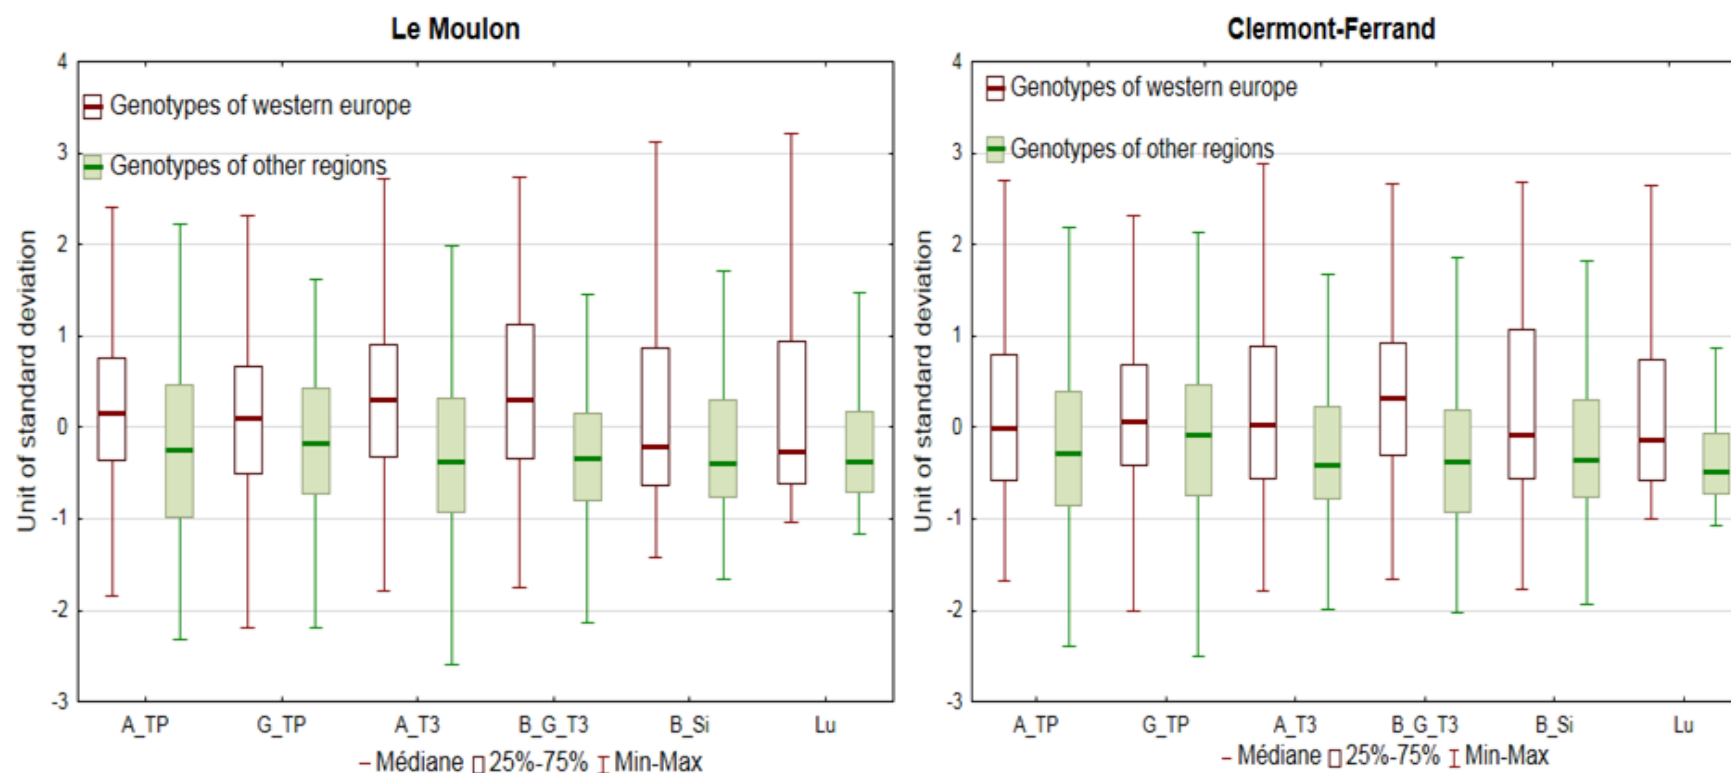 Le Moulon
Unit of standard deviation
4
3
2
1
0
-1
-2
-3
Genotypes of western europe
Genotypes of other regions
A_TP G_TP A_T3 B_G_T3 B_Si Lu
Médiane 25%-75% Min-Max
Clermont-Ferrand
Unit of standard deviation
4
3
2
1
0
-1
-2
-3
Genotypes of western europe
Genotypes of other regions
A_TP G_TP A_T3 B_G_T3 B_Si Lu
Médiane 25%-75% Min-Max